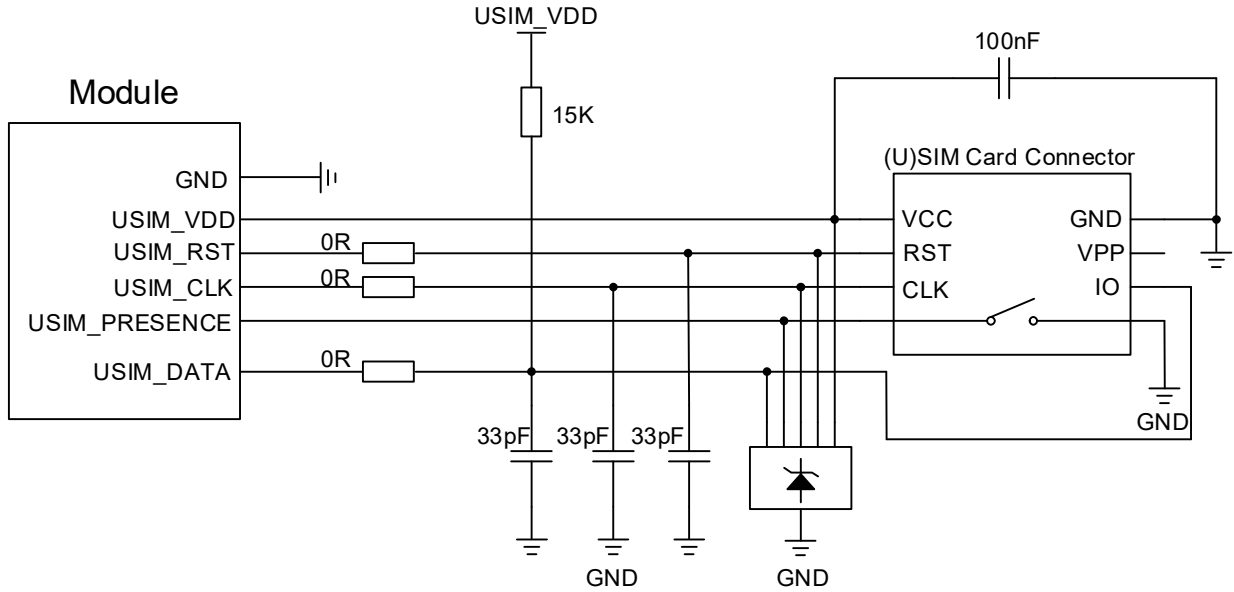 USIM_VDD
100nF
Module
15K
(U)SIM Card Connector
GND
USIM_VDD
VCC
GND
USIM_RST
0R
RST
VPP
USIM_CLK
0R
CLK
IO
USIM_PRESENCE
USIM_DATA
0R
GND
33pF
33pF
33pF
GND
GND